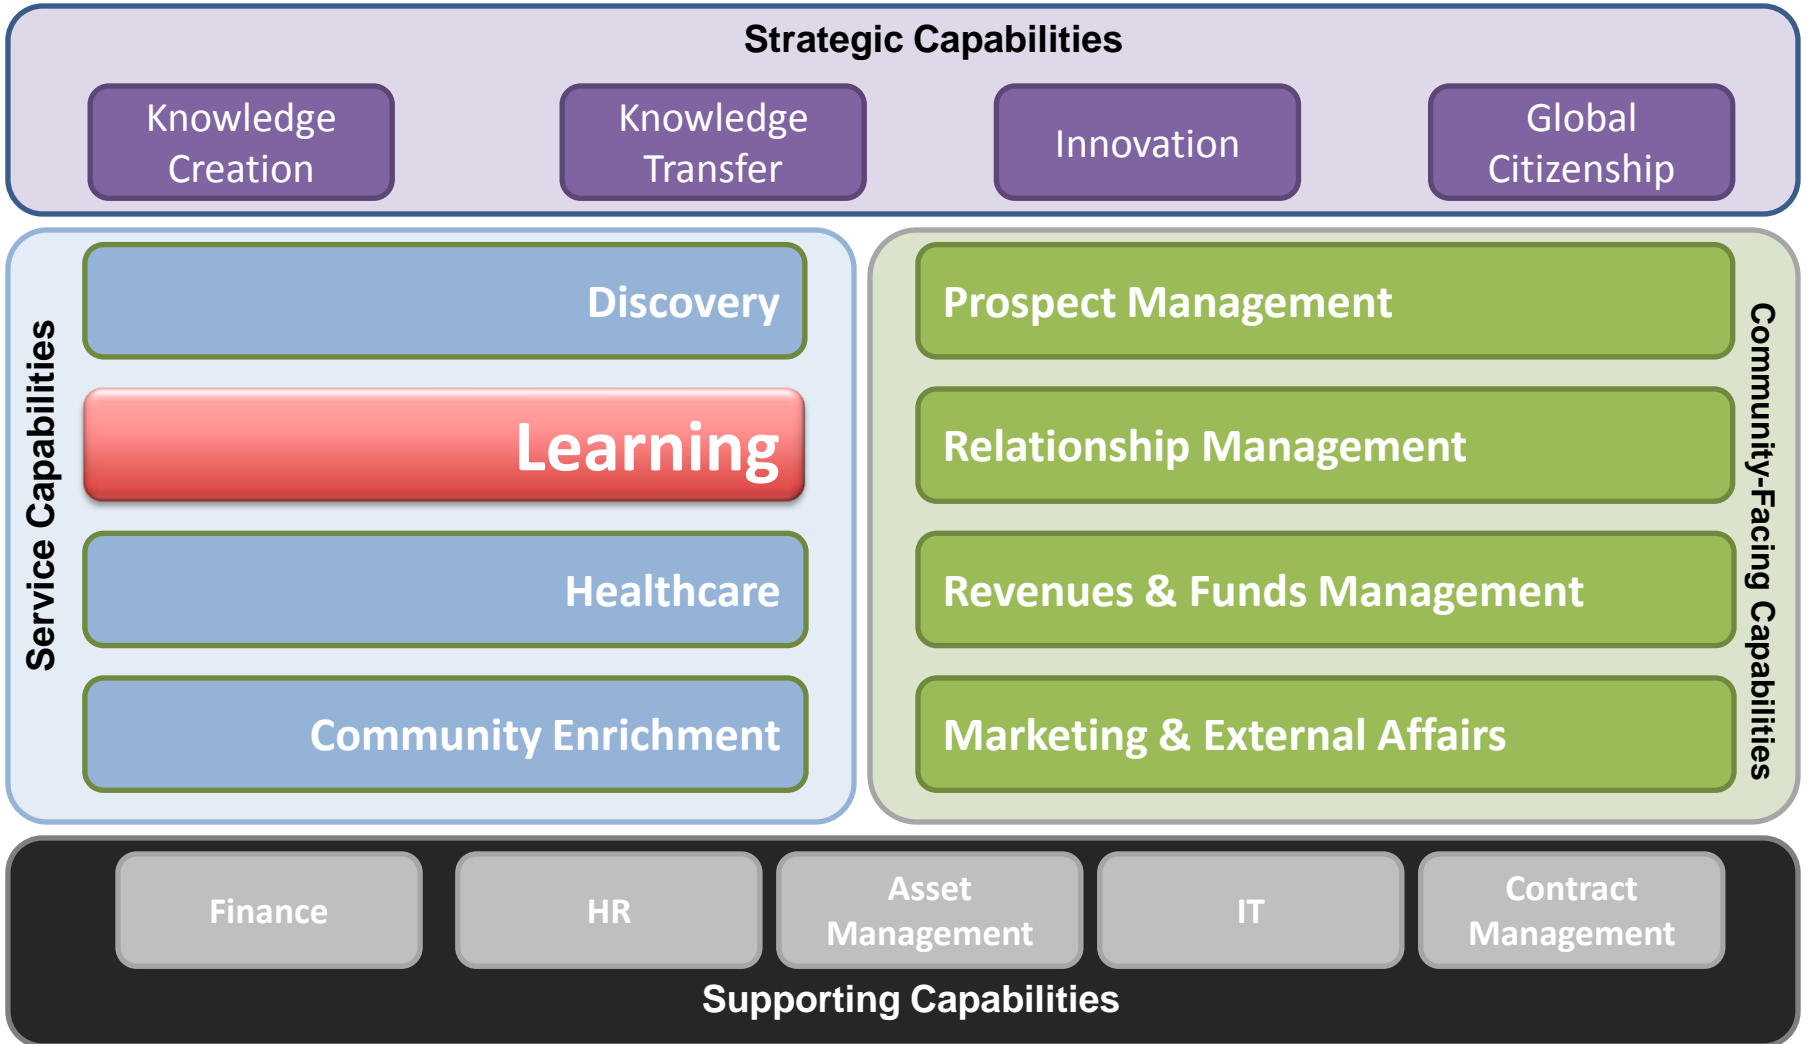 Strategic Capabilities
Knowledge
Creation
Knowledge
Transfer
Innovation
Global
Citizenship
Service Capabilities
Discovery
Learning
Healthcare
Community Enrichment
Prospect Management
Relationship Management
Revenues & Funds Management
Marketing & External Affairs
Community-Facing Capabilities
Finance
HR
Asset
Management
IT
Contract
Management
Supporting Capabilities